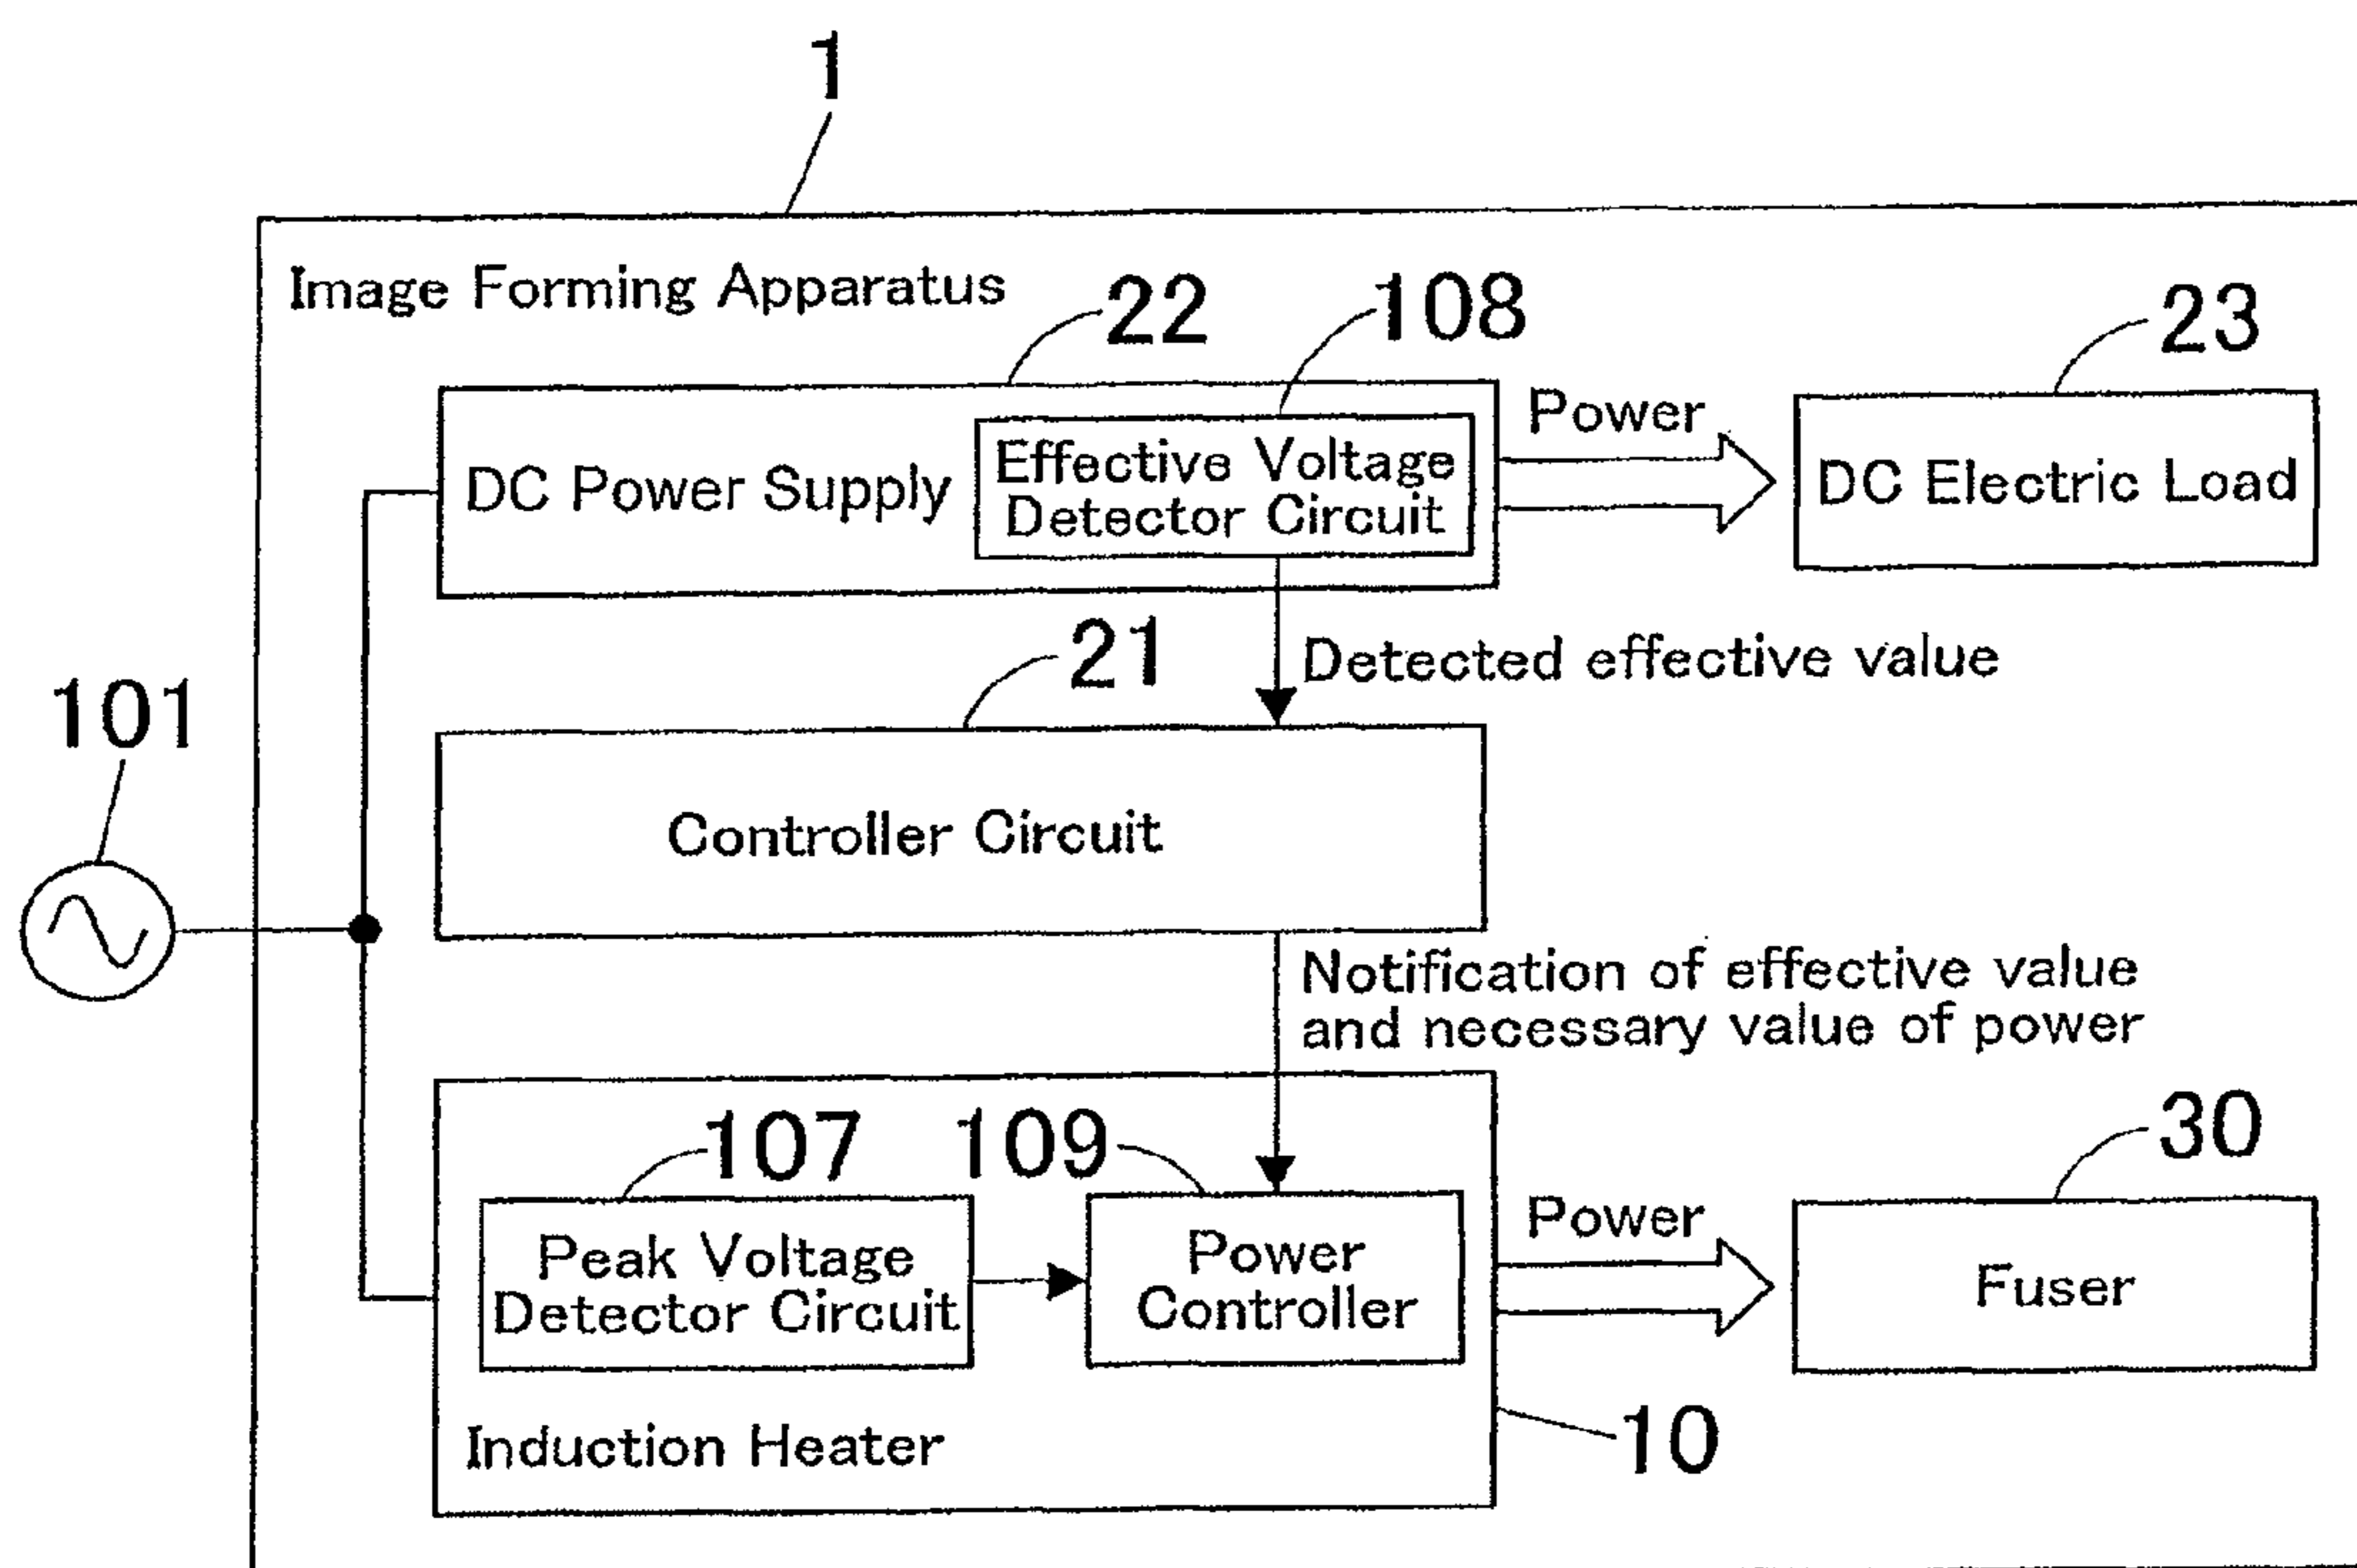 1
Image Forming Apparatus
22
108
23
DC Power Supply
Effective Voltage
Detector Circuit
Power
DC Electric Load
Detected effective value
21
101
Controller Circuit
Notification of effective value
and necessary value of power
107
109
30
Peak Voltage
Detector Circuit
Power
Controller
Power
Fuser
Induction Heater
10